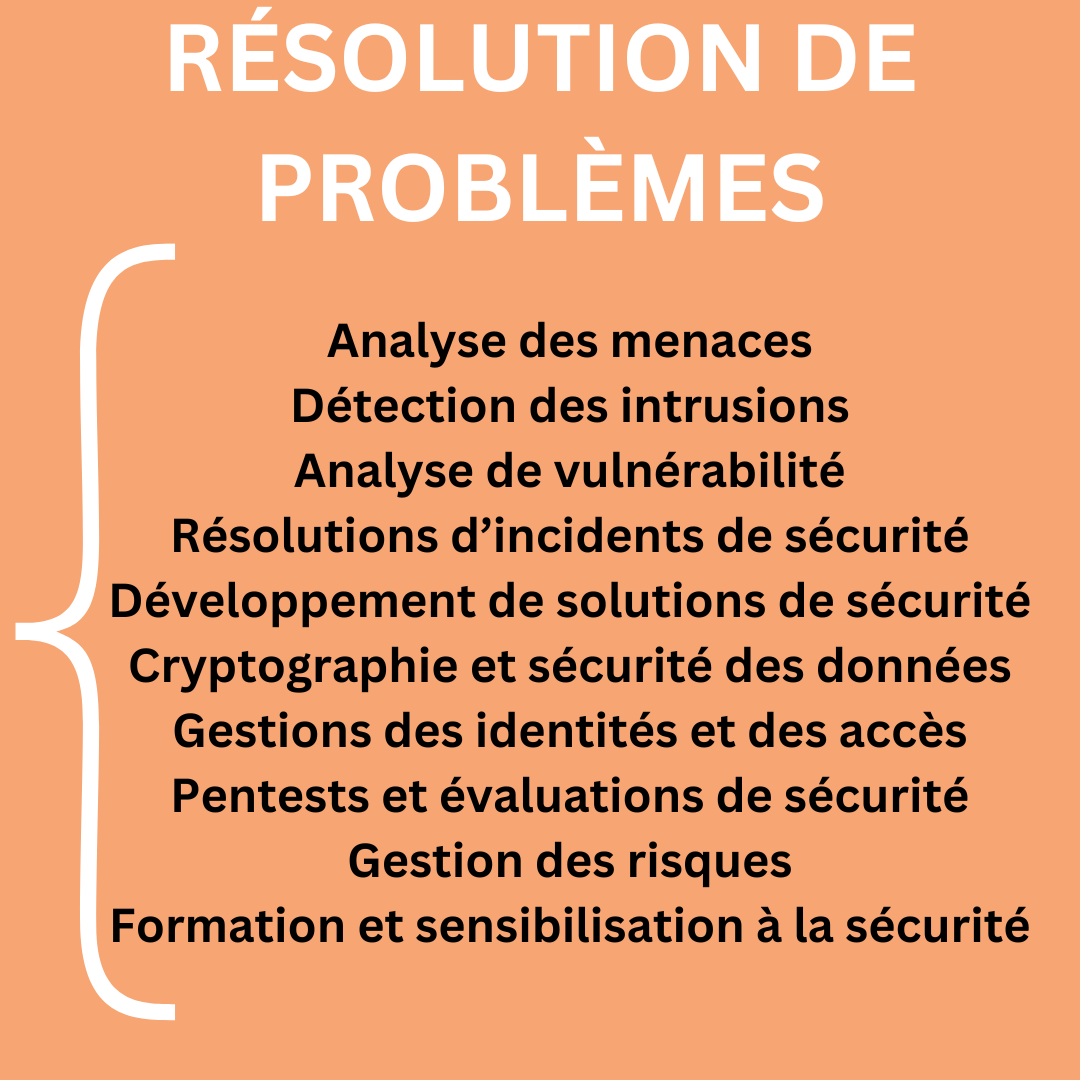 RÉSOLUTION DE
PROBLÈMES
Analyse des menaces
Détection des intrusions
Analyse de vulnérabilité
Résolutions d’incidents de sécurité
Développement de solutions de sécurité
Cryptographie et sécurité des données
Gestions des identités et des accès
Pentests et évaluations de sécurité
Gestion des risques
Formation et sensibilisation à la sécurité